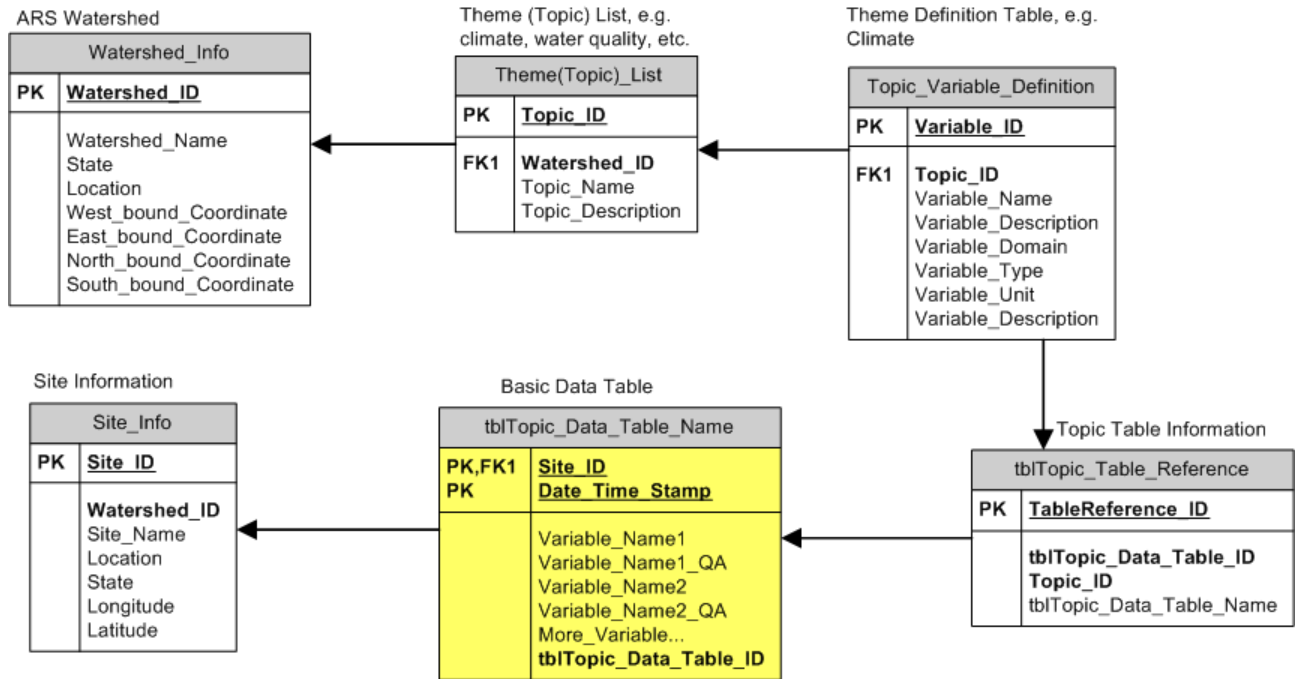 ARS Watershed
Watershed_Info
PK Watershed_ID
Watershed_Name
State
Location
West_bound_Coordinate
East_bound_Coordinate
North_bound_Coordinate
South_bound_Coordinate
Theme (Topic) List, e.g.
climate, water quality, etc.
Theme(Topic)_List
PK Topic_ID
FK1 Watershed_ID
Topic_Name
Topic_Description
Theme Definition Table, e.g.
Climate
Topic_Variable_Definition
PK Variable_ID
FK1 Topic_ID
Variable_Name
Variable_Description
Variable_Domain
Variable_Type
Variable_Unit
Variable_Description
Site Information
Site_Info
PK Site_ID
Watershed_ID
Site_Name
Location
State
Longitude
Latitude
Basic Data Table
tblTopic_Data_Table_Name
PK,FK1 Site_ID
PK Date_Time_Stamp
Variable_Name1
Variable_Name1_QA
Variable_Name2
Variable_Name2_QA
More_Variable...
tblTopic_Data_Table_ID
Topic Table Information
tblTopic_Table_Reference
PK TableReference_ID
tblTopic_Data_Table_ID
Topic_ID
tblTopic_Data_Table_Name